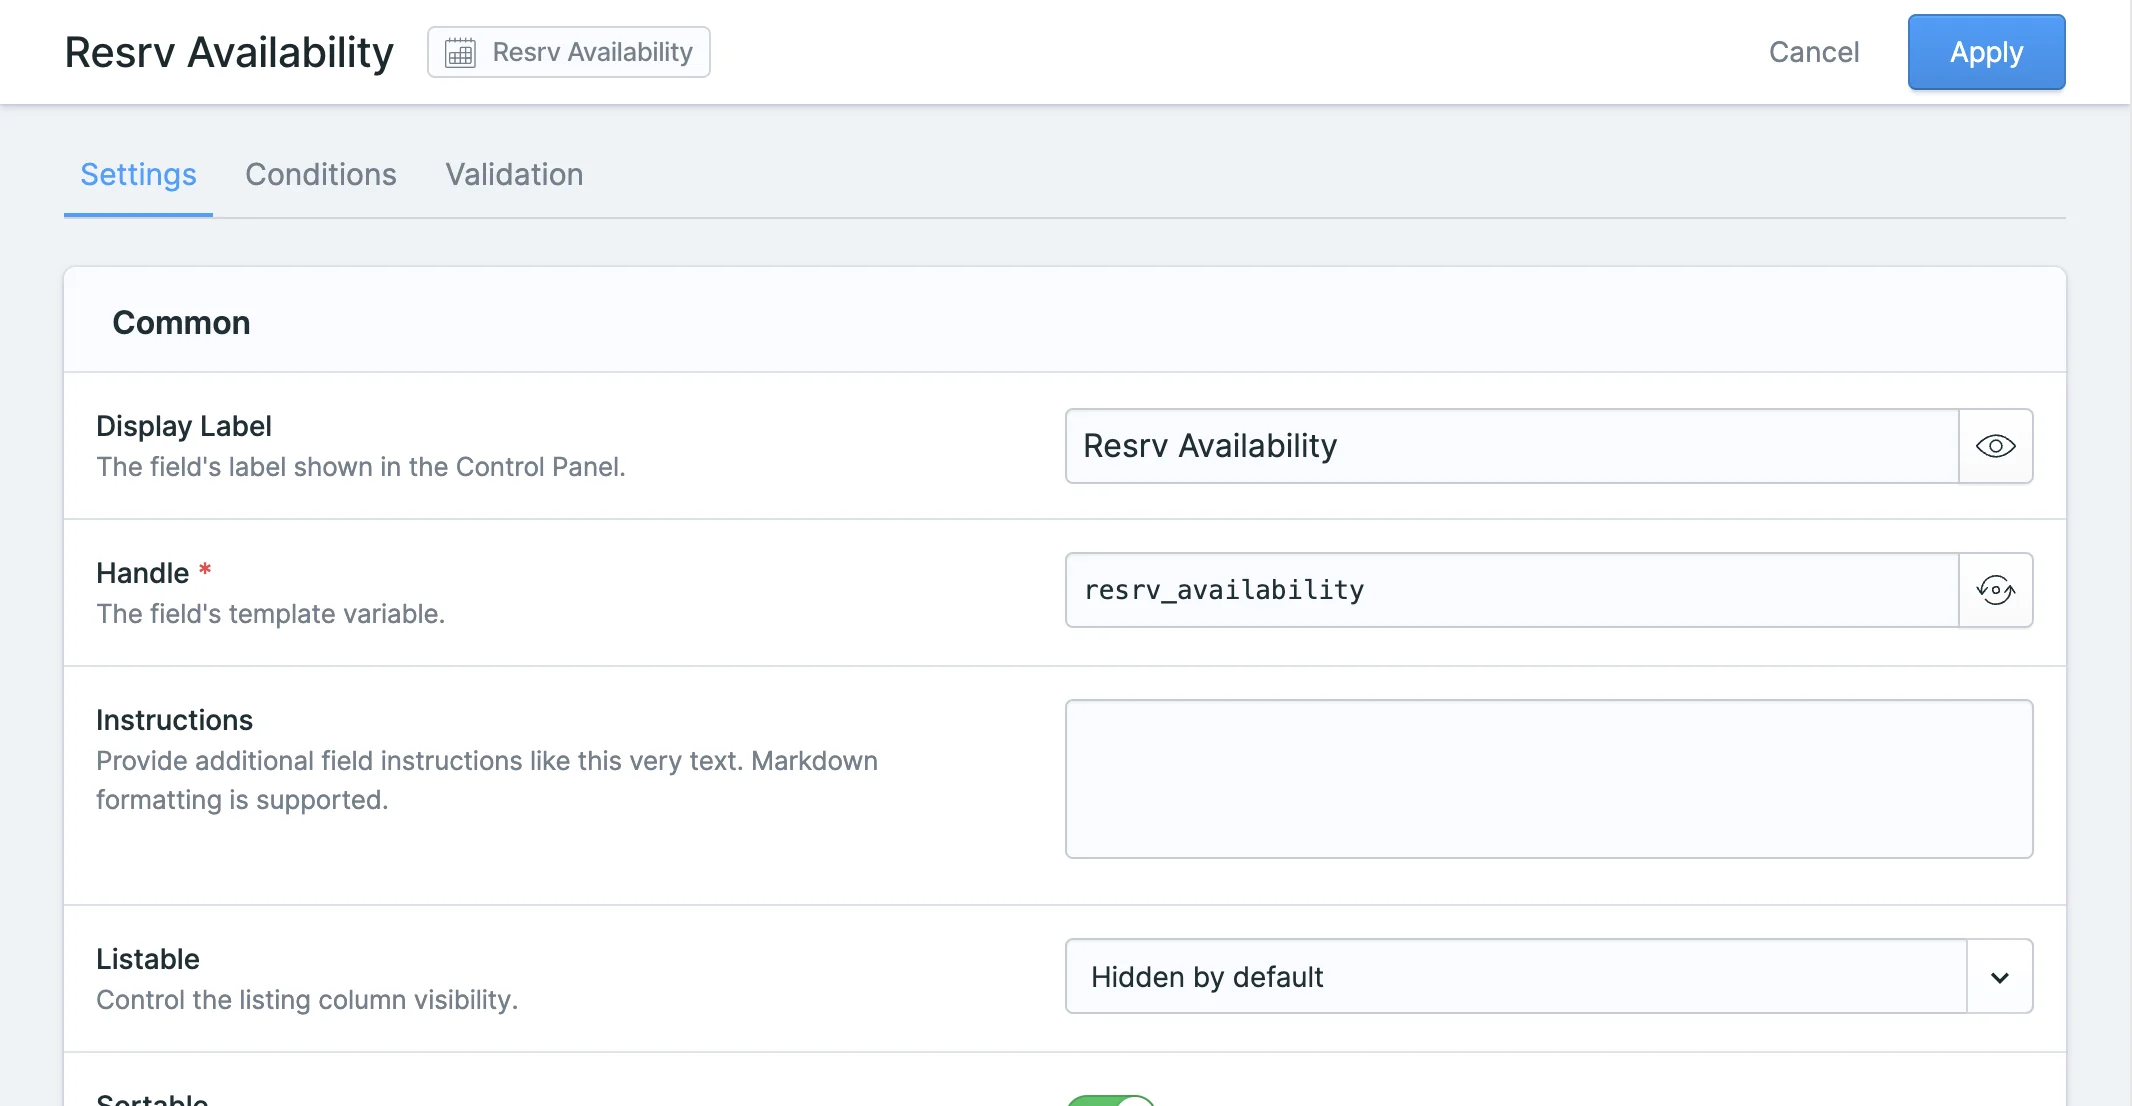 Resrv Availability
Resrv Availability
Cancel
Apply
Settings
Conditions
Validation
Common
Display Label
The field's label shown in the Control Panel.
Resrv Availability
Handle *
The field's template variable.
resrv_availability
Instructions
Provide additional field instructions like this very text. Markdown
formatting is supported.
Listable
Control the listing column visibility.
Hidden by default
Sortable